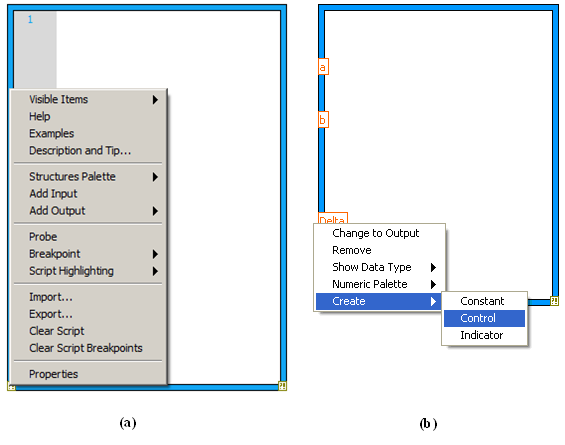 1
Visible Items
Help
Examples
Description and Tip...
Structures Palette
Add Input
Add Output
Probe
Breakpoint
Script Highlighting
Import...
Export...
Clear Script
Clear Script Breakpoints
Properties
(a)
a
b
Delta
Change to Output
Remove
Show Data Type
Numeric Palette
Create
Constant
Control
Indicator
(b)